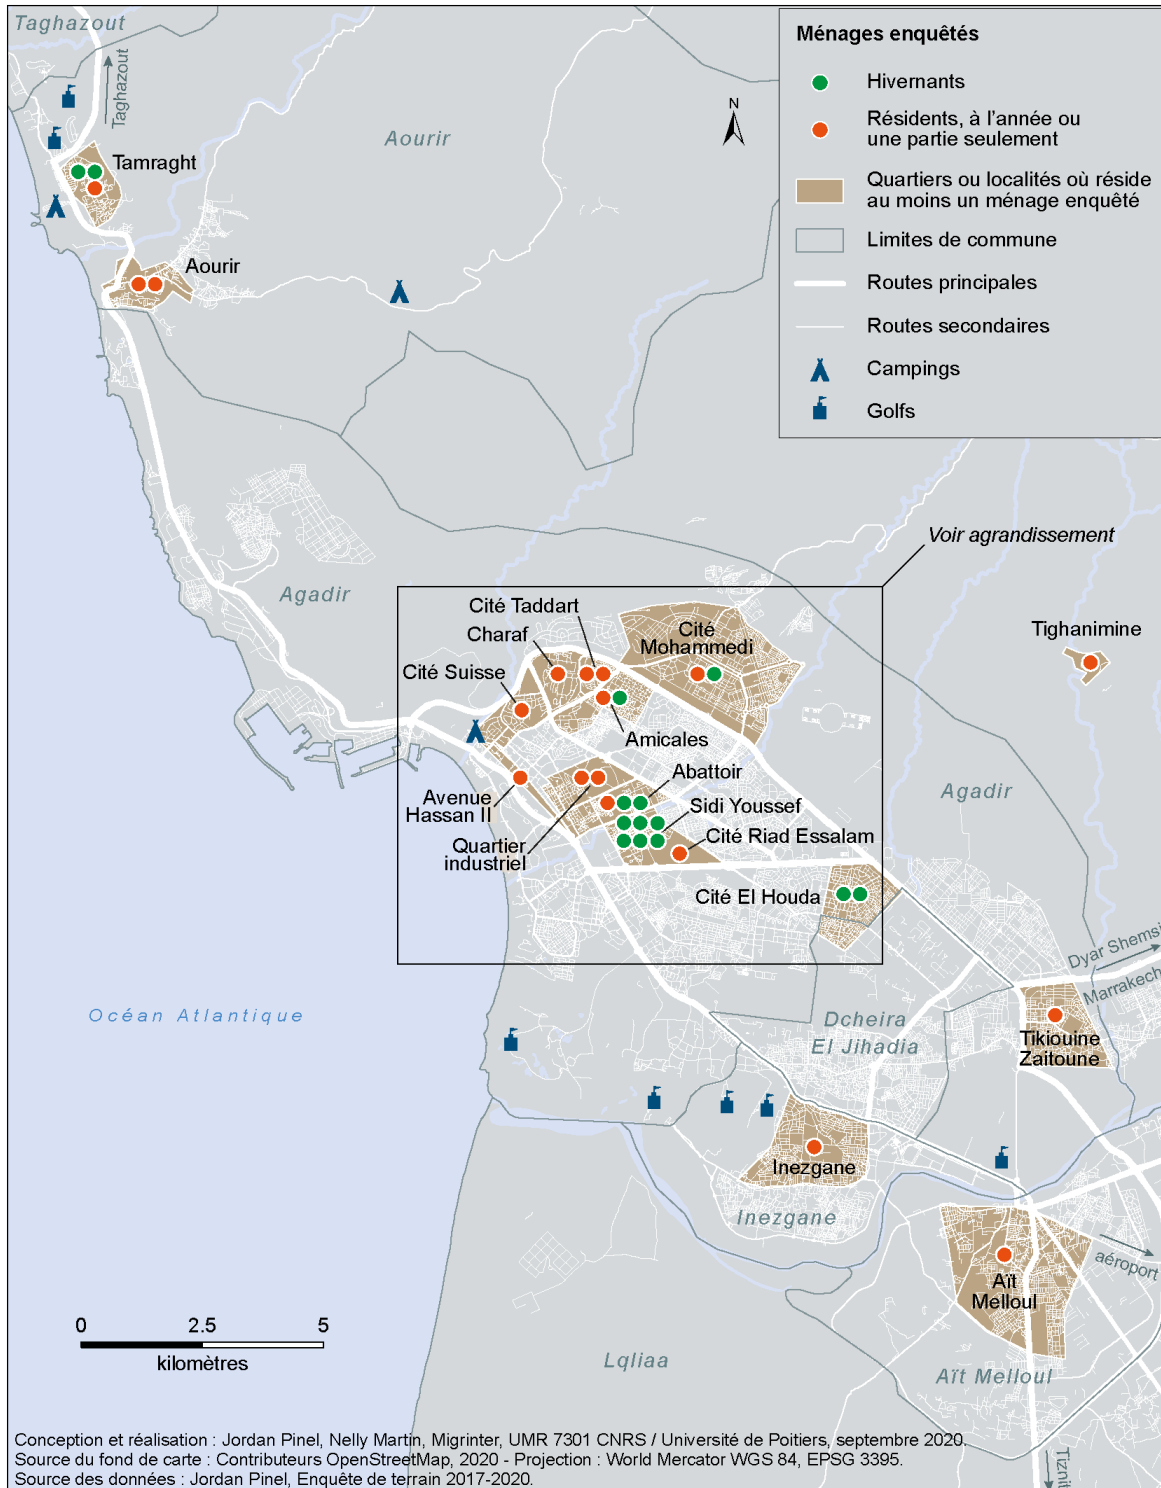 Taghazout
Taghazout
Aourir
N
Tamraght
Aourir
Ménages enquêtés
Hivernants
Résidents, à l'année ou
une partie seulement
Quartiers ou localités où réside
au moins un ménage enquêté
Limites de commune
Routes principales
Routes secondaires
Campings
Golfs
Voir agrandissement
Agadir
Cité Taddart
Charaf
Cité Suisse
Cité
Mohammedi
Tighanimine
Amicales
Abattoir
Agadir
Avenue
Hassan II
Sidi Youssef
Quartier
industriel
Cité Riad Essalam
Cité El Houda
Dyar Shemsi
Marrakech
Océan Atlantique
Dcheira
El Jihadia
Tikiouine
Zaitoune
Inezgane
Inezgane
aéroport
Aït
Melloul
0 2.5 5
kilomètres
Lqliaa
Aït Melloul
Tiznit
Conception et réalisation : Jordan Pinel, Nelly Martin, Migrinter, UMR 7301 CNRS / Université de Poitiers, septembre 2020.
Source du fond de carte : Contributeurs OpenStreetMap, 2020 - Projection : World Mercator WGS 84, EPSG 3395.
Source des données : Jordan Pinel, Enquête de terrain 2017-2020.